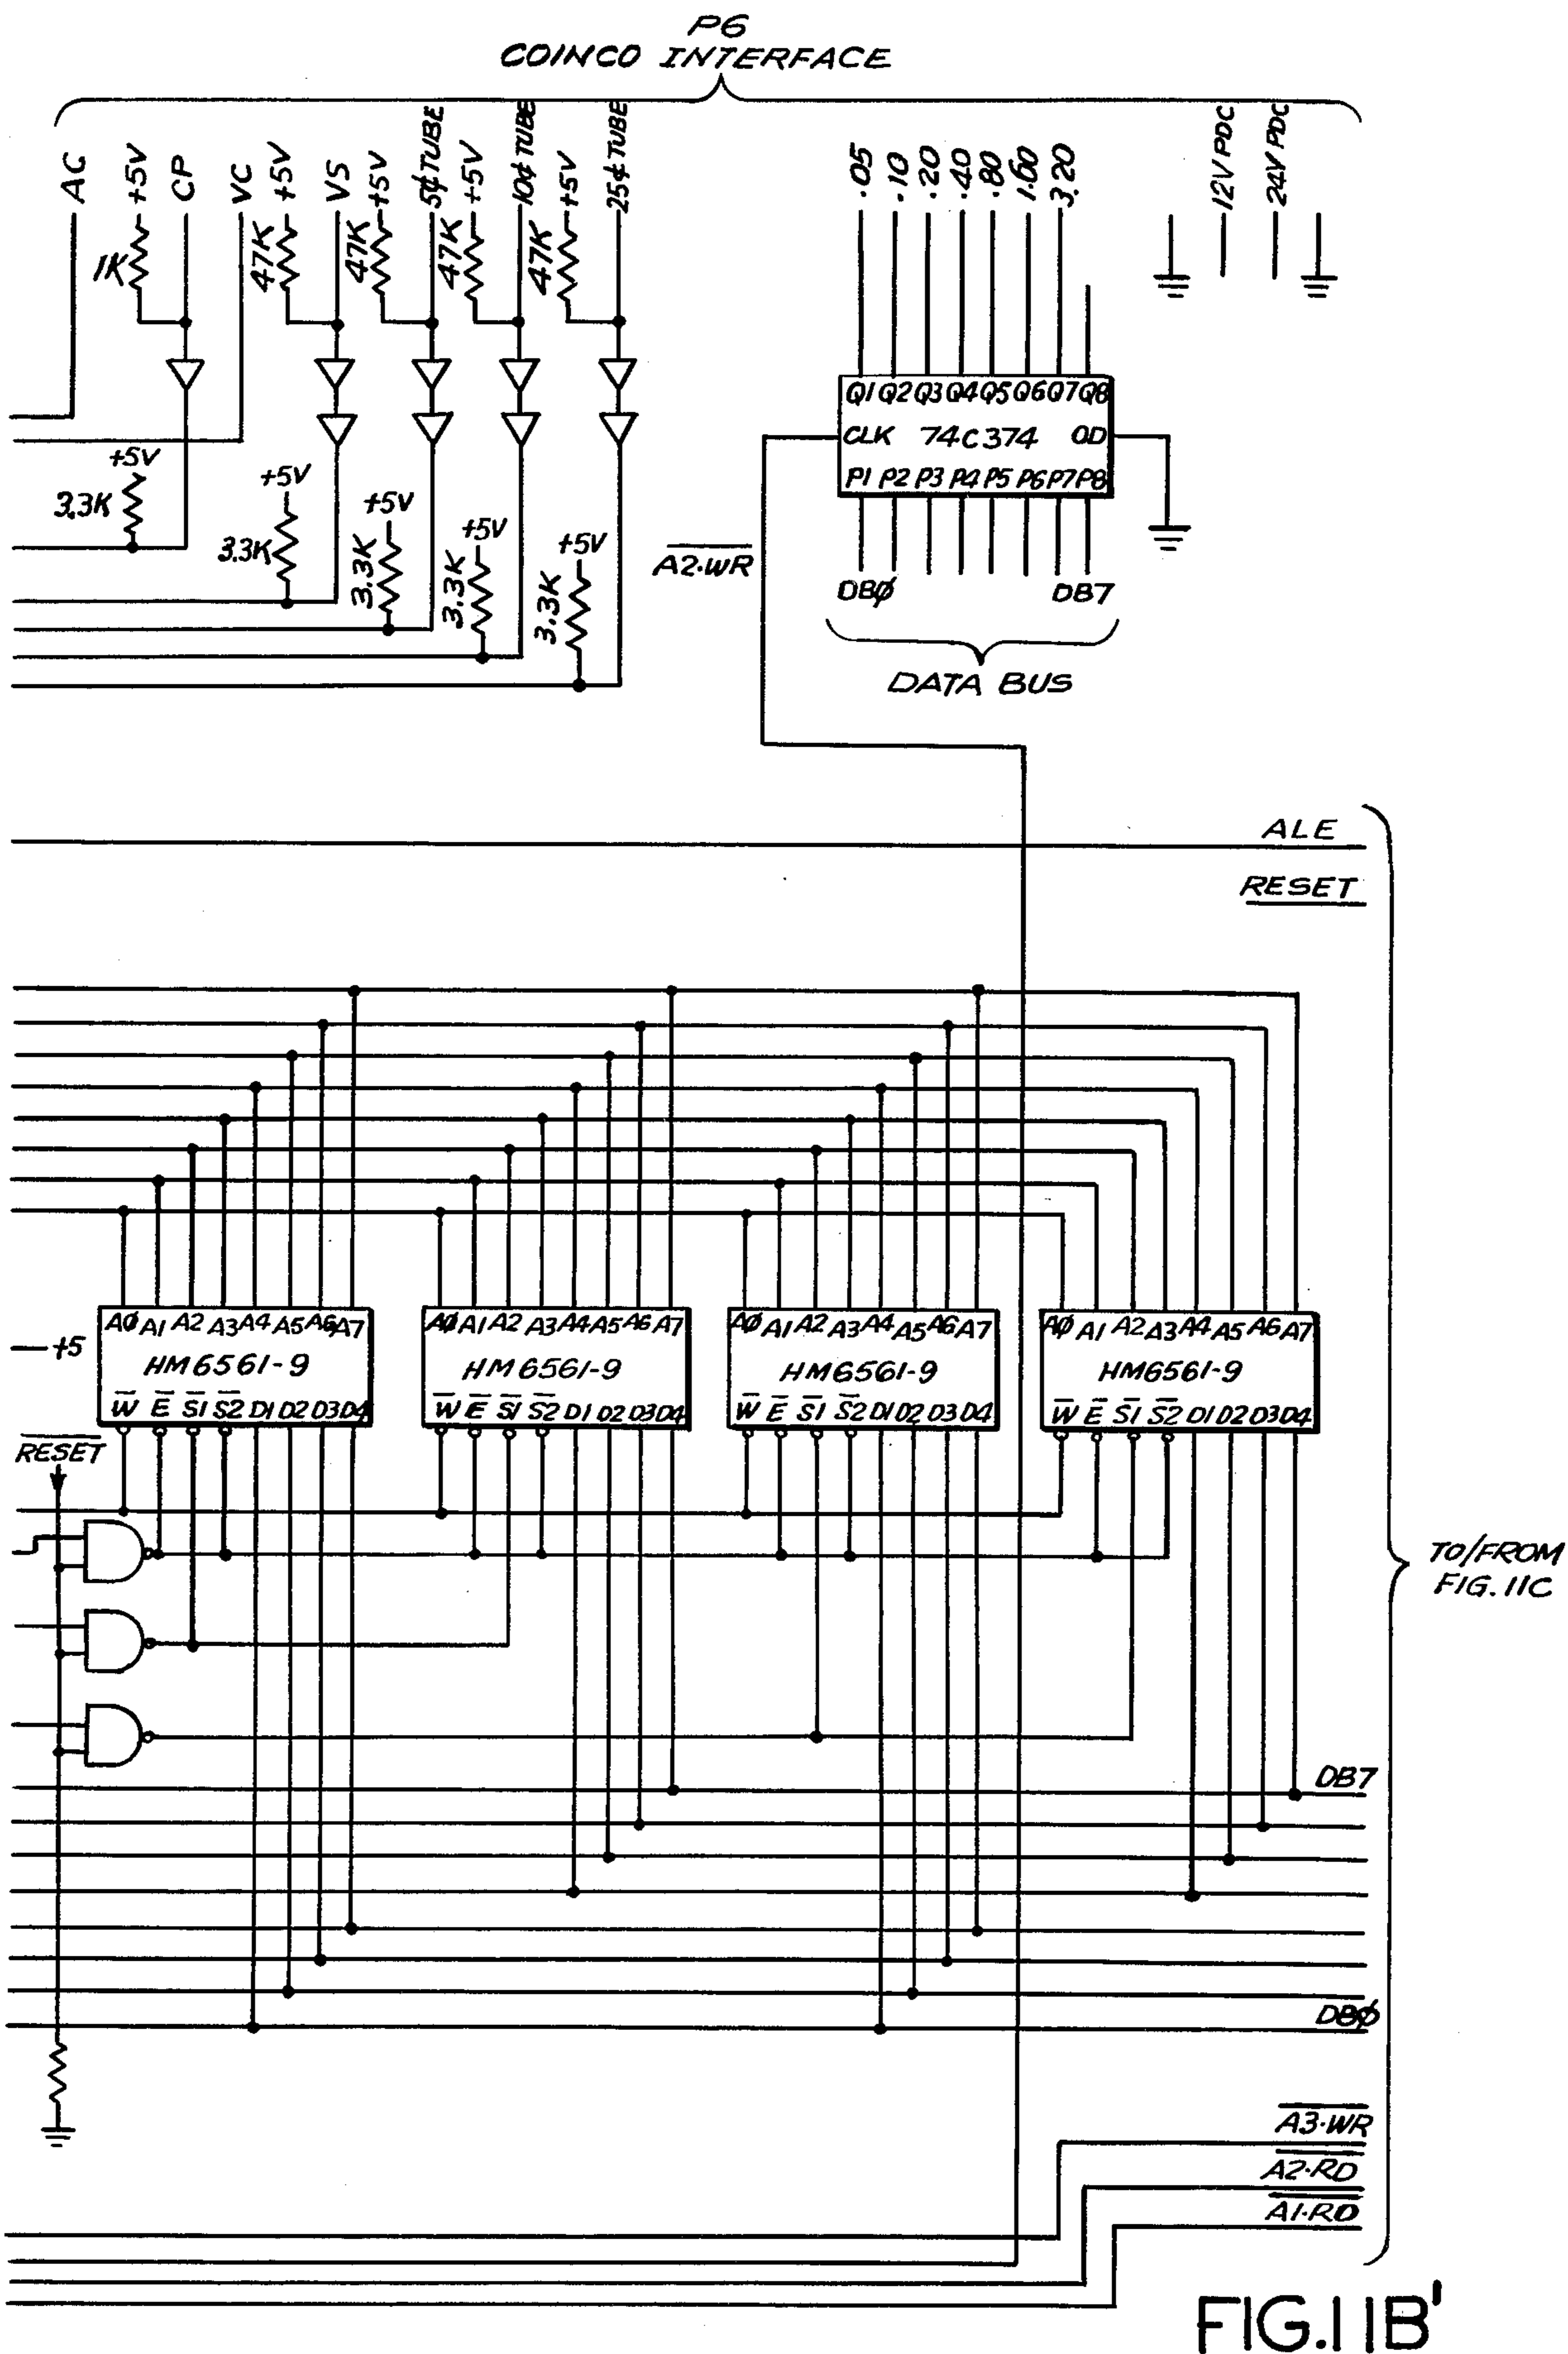 P6
COINCO INTERFACE
AC
+5V
CP
VC
+5V
VS
+5V
5¢ TUBE
+5V
10¢ TUBE
+5V
25¢ TUBE
.05
.10
.20
.40
.80
1.60
3.20
12V PDC
24V PDC
1K
47K
47K
47K
47K
Q1 Q2 Q3 Q4 Q5 Q6 Q7 Q8
CLK 74C374 OD
P1 P2 P3 P4 P5 P6 P7 P8
+5V
3.3K
+5V
3.3K
+5V
3.3K
+5V
3.3K
+5V
3.3K
A2·WR
DBØ DB7
DATA BUS
ALE
RESET
AØ A1 A2 A3 A4 A5 A6 A7
AØ A1 A2 A3 A4 A5 A6 A7
AØ A1 A2 A3 A4 A5 A6 A7
AØ A1 A2 A3 A4 A5 A6 A7
+5
HM6561-9
HM6561-9
HM6561-9
HM6561-9
W E S1 S2 D1 D2 D3 D4
W E S1 S2 D1 D2 D3 D4
W E S1 S2 D1 D2 D3 D4
W E S1 S2 D1 D2 D3 D4
RESET
TO/FROM
FIG. 11C
DB7
DBØ
A3·WR
A2·RD
A1·RD
FIG.11B'